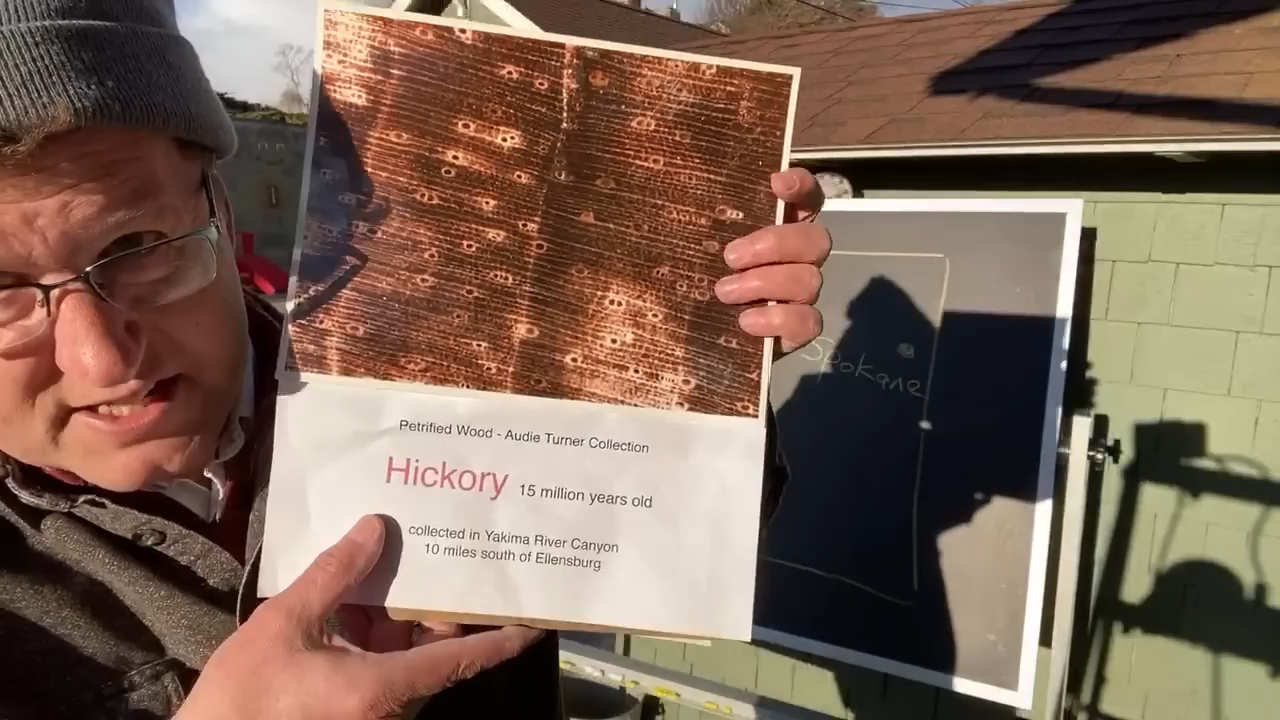 Petrified Wood - Audie Turner Collection
Hickory 15 million years old
collected in Yakima River Canyon
10 miles south of Ellensburg
Spokane